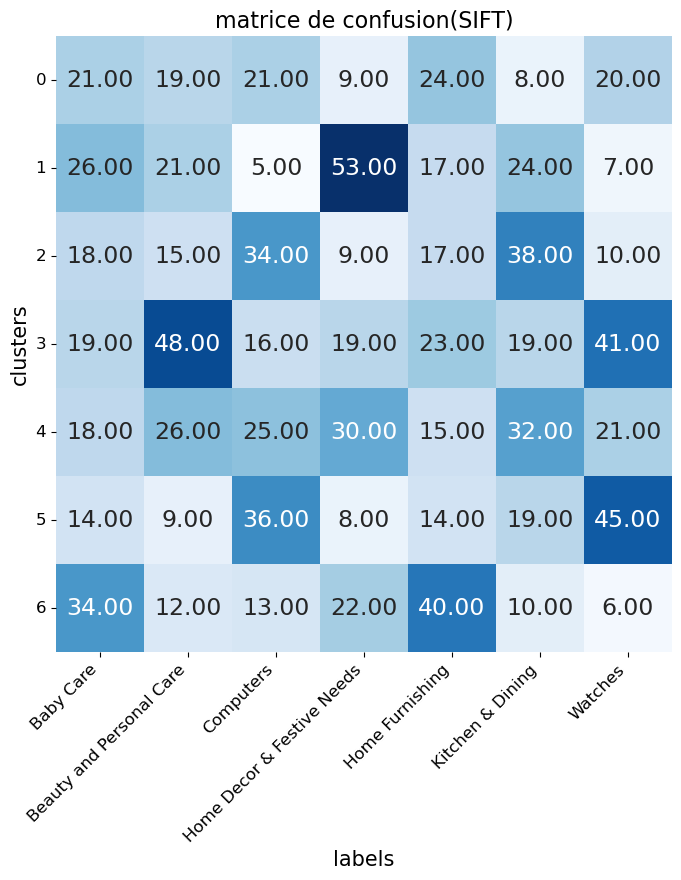 matrice de confusion(SIFT)
0 21.00 19.00 21.00 9.00 24.00 8.00 20.00
1 26.00 21.00 5.00 53.00 17.00 24.00 7.00
2 18.00 15.00 34.00 9.00 17.00 38.00 10.00
clusters
3 19.00 48.00 16.00 19.00 23.00 19.00 41.00
4 18.00 26.00 25.00 30.00 15.00 32.00 21.00
5 14.00 9.00 36.00 8.00 14.00 19.00 45.00
6 34.00 12.00 13.00 22.00 40.00 10.00 6.00
Baby Care
Beauty and Personal Care
Computers
Home Decor & Festive Needs
Home Furnishing
Kitchen & Dining
Watches
labels